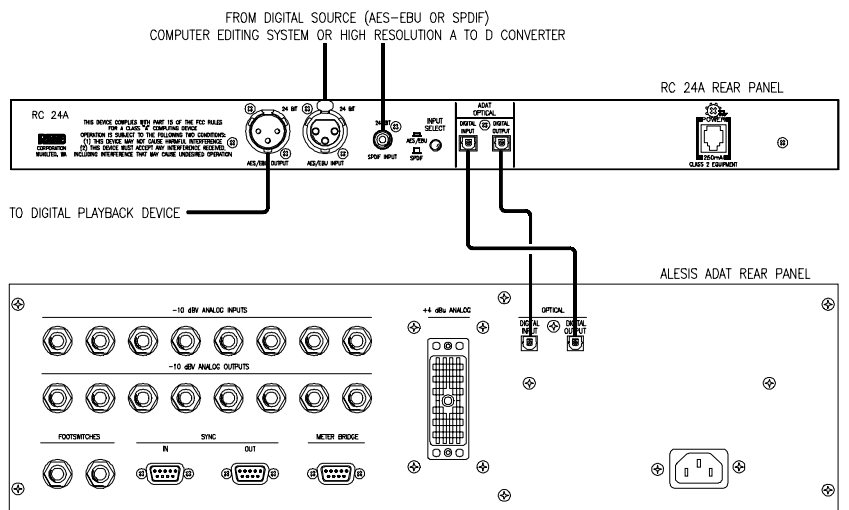 FROM DIGITAL SOURCE (AES-EBU OR SPDIF)
COMPUTER EDITING SYSTEM OR HIGH RESOLUTION A TO D CONVERTER
RC 24A REAR PANEL
RC 24A
CORPORATION
MUKILTEO, WA
THIS DEVICE COMPLIES WITH PART 15 OF THE FCC RULES
FOR A CLASS "A" COMPUTING DEVICE
OPERATION IS SUBJECT TO THE FOLLOWING TWO CONDITIONS:
(1) THIS DEVICE MAY NOT CAUSE HARMFUL INTERFERENCE
(2) THIS DEVICE MUST ACCEPT ANY INTERFERENCE RECEIVED,
INCLUDING INTERFERENCE THAT MAY CAUSE UNDESIRED OPERATION
24 BIT
AES/EBU OUTPUT
24 BIT
AES/EBU INPUT
24 BIT
SPDIF INPUT
INPUT
SELECT
AES/EBU
SPDIF
ADAT
OPTICAL
DIGITAL
INPUT
DIGITAL
OUTPUT
POWER
250mA
CLASS 2 EQUIPMENT
TO DIGITAL PLAYBACK DEVICE
ALESIS ADAT REAR PANEL
-10 dBV ANALOG INPUTS
+4 dBu ANALOG
OPTICAL
DIGITAL
INPUT
DIGITAL
OUTPUT
-10 dBV ANALOG OUTPUTS
FOOTSWITCHES
SYNC
IN
OUT
METER BRIDGE